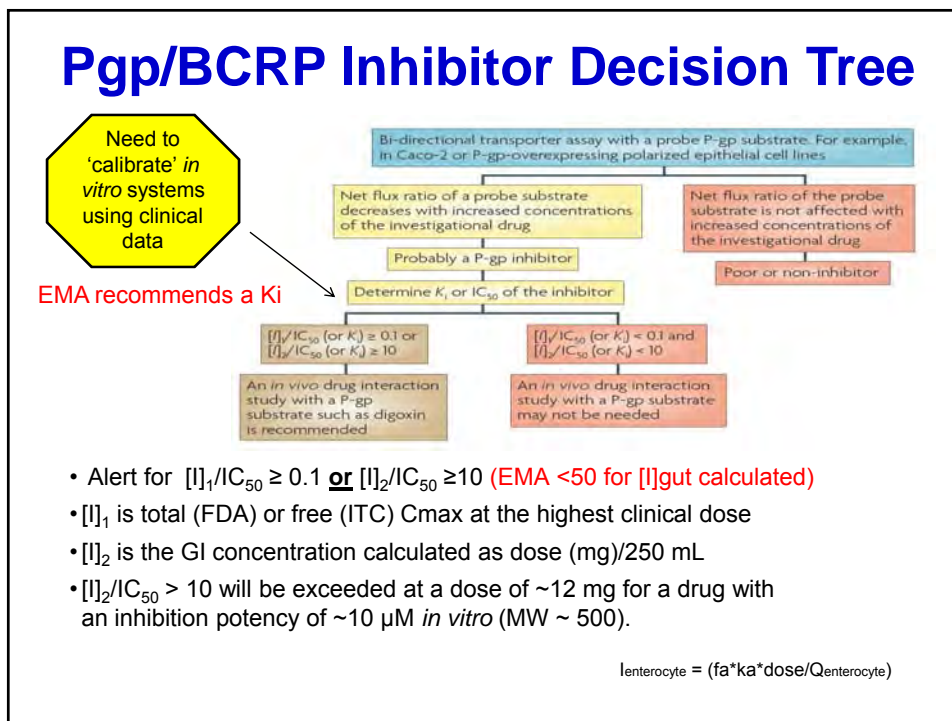 Pgp/BCRP Inhibitor Decision Tree
Need to
‘calibrate’ in
vitro systems
using clinical
data
EMA recommends a Ki
Bi-directional transporter assay with a probe P-gp substrate. For example,
in Caco-2 or P-gp-overexpressing polarized epithelial cell lines
Net flux ratio of a probe substrate
decreases with increased concentrations
of the investigational drug
Net flux ratio of the probe
substrate is not affected with
increased concentrations of
the investigational drug
Probably a P-gp inhibitor
Poor or non-inhibitor
Determine Ki or IC50 of the inhibitor
[I]1/IC50 (or Ki) ≥ 0.1 or
[I]2/IC50 (or Ki) ≥ 10
[I]1/IC50 (or Ki) < 0.1 and
[I]2/IC50 (or Ki) < 10
An in vivo drug interaction
study with a P-gp
substrate such as digoxin
is recommended
An in vivo drug interaction
study with a P-gp substrate
may not be needed
• Alert for [I]1/IC50 ≥ 0.1 or [I]2/IC50 ≥10 (EMA <50 for [I]gut calculated)
• [I]1 is total (FDA) or free (ITC) Cmax at the highest clinical dose
• [I]2 is the GI concentration calculated as dose (mg)/250 mL
• [I]2/IC50 > 10 will be exceeded at a dose of ~12 mg for a drug with
an inhibition potency of ~10 µM in vitro (MW ~ 500).
Ienterocyte = (fa*ka*dose/Qenterocyte)